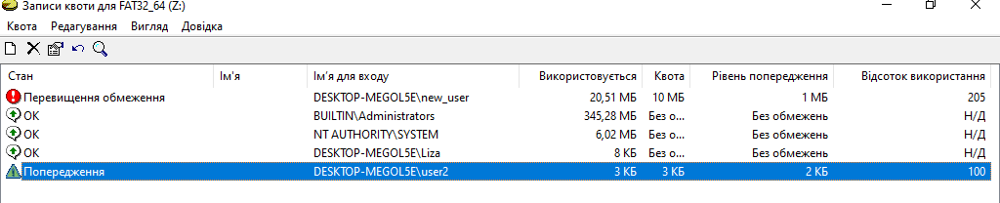 Записи квоти для FAT32_64 (Z:)
Квота Редагування Вигляд Довідка
Стан Ім'я Ім'я для входу Використовується Квота Рівень попередження Відсоток використання
Перевищення обмеження DESKTOP-MEGOL5E\new_user 20,51 МБ 10 МБ 1 МБ 205
OK BUILTIN\Administrators 345,28 МБ Без о... Без обмежень Н/Д
OK NT AUTHORITY\SYSTEM 6,02 МБ Без о... Без обмежень Н/Д
OK DESKTOP-MEGOL5E\Liza 8 КБ Без о... Без обмежень Н/Д
Попередження DESKTOP-MEGOL5E\user2 3 КБ 3 КБ 2 КБ 100